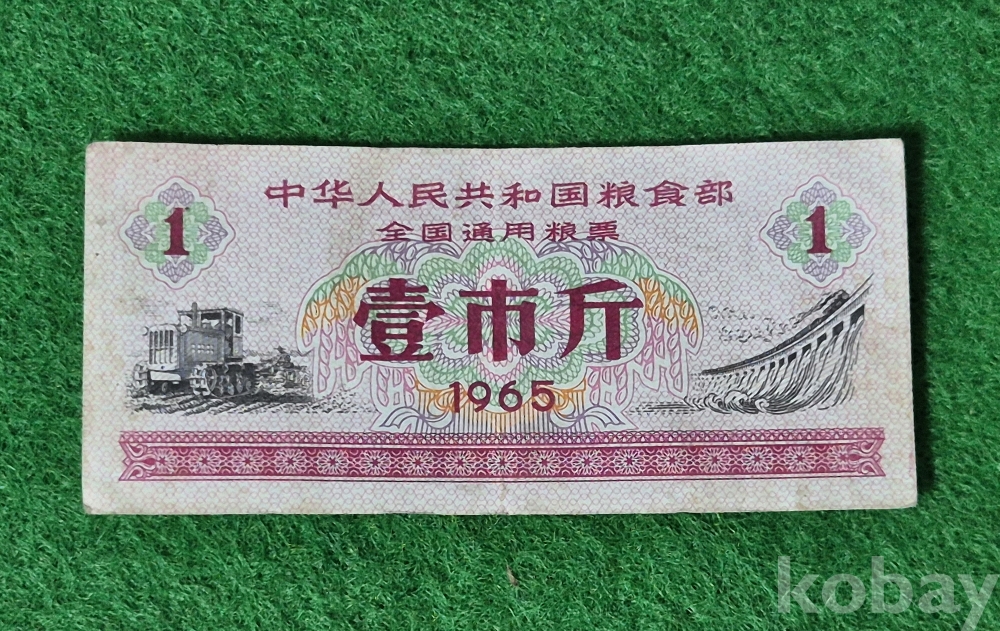 中华人民共和国粮食部
全国通用粮票
1
1
壹市斤
1965
kobay